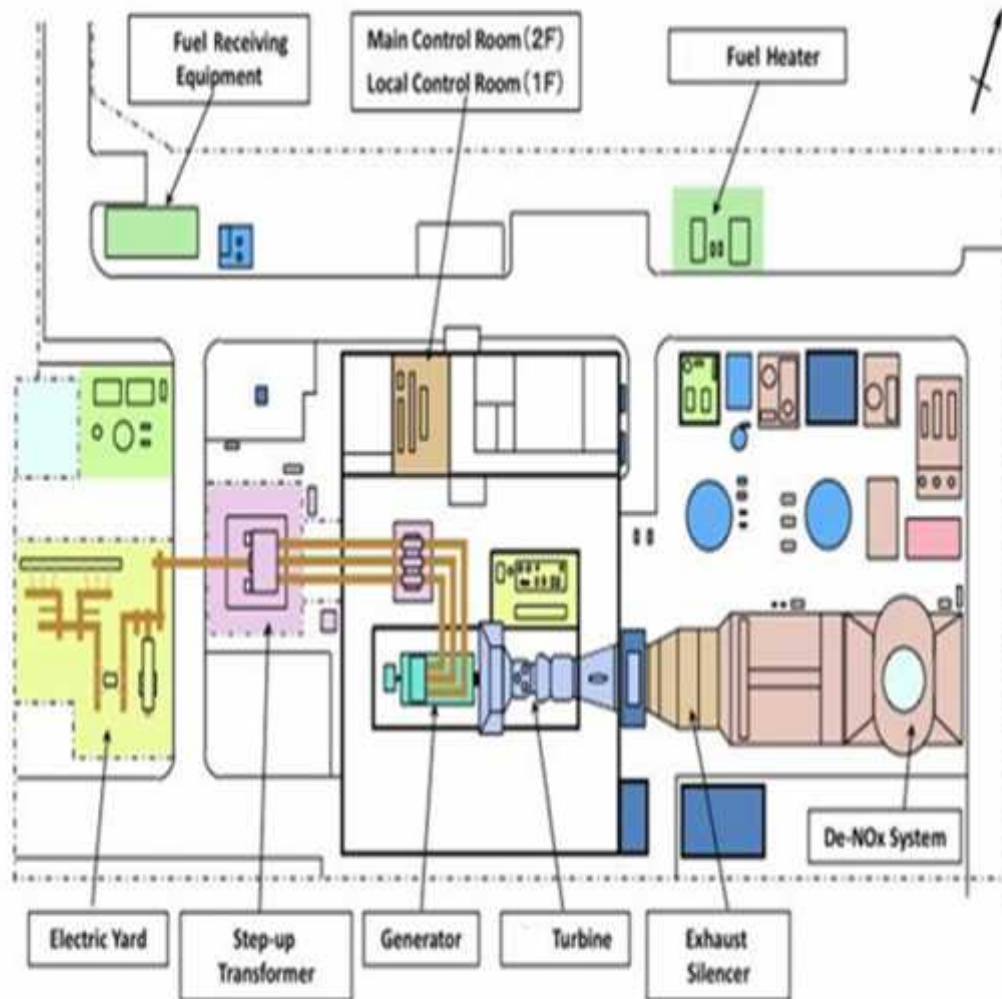 Fuel Receiving
Equipment
Main Control Room(2F)
Local Control Room(1F)
Fuel Heater
De-NOx System
Electric Yard
Step-up
Transformer
Generator
Turbine
Exhaust
Silencer